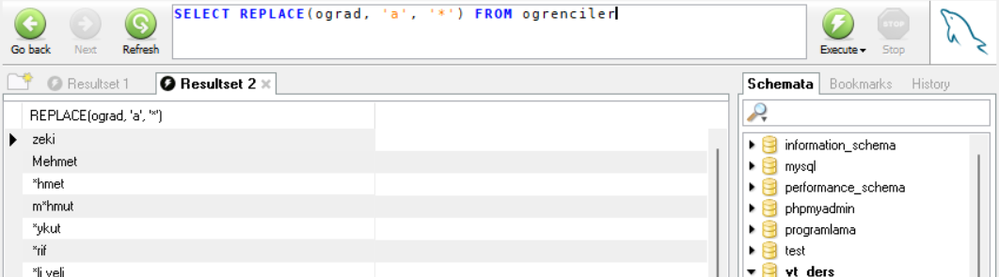 SELECT REPLACE(ograd, 'a', '*') FROM ogrenciler
Go back
Next
Refresh
Execute
STOP
Stop
Resultset 1
Resultset 2
REPLACE(ograd, 'a', '*')
zeki
Mehmet
*hmet
m*hmut
*ykut
*rif
*li veli
Schemata
Bookmarks
History
information_schema
mysql
performance_schema
phpmyadmin
programlama
test
vt_ders